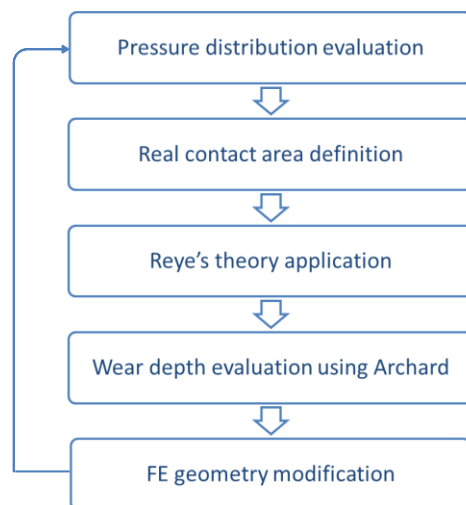 Pressure distribution evaluation
Real contact area definition
Reye's theory application
Wear depth evaluation using Archard
FE geometry modification